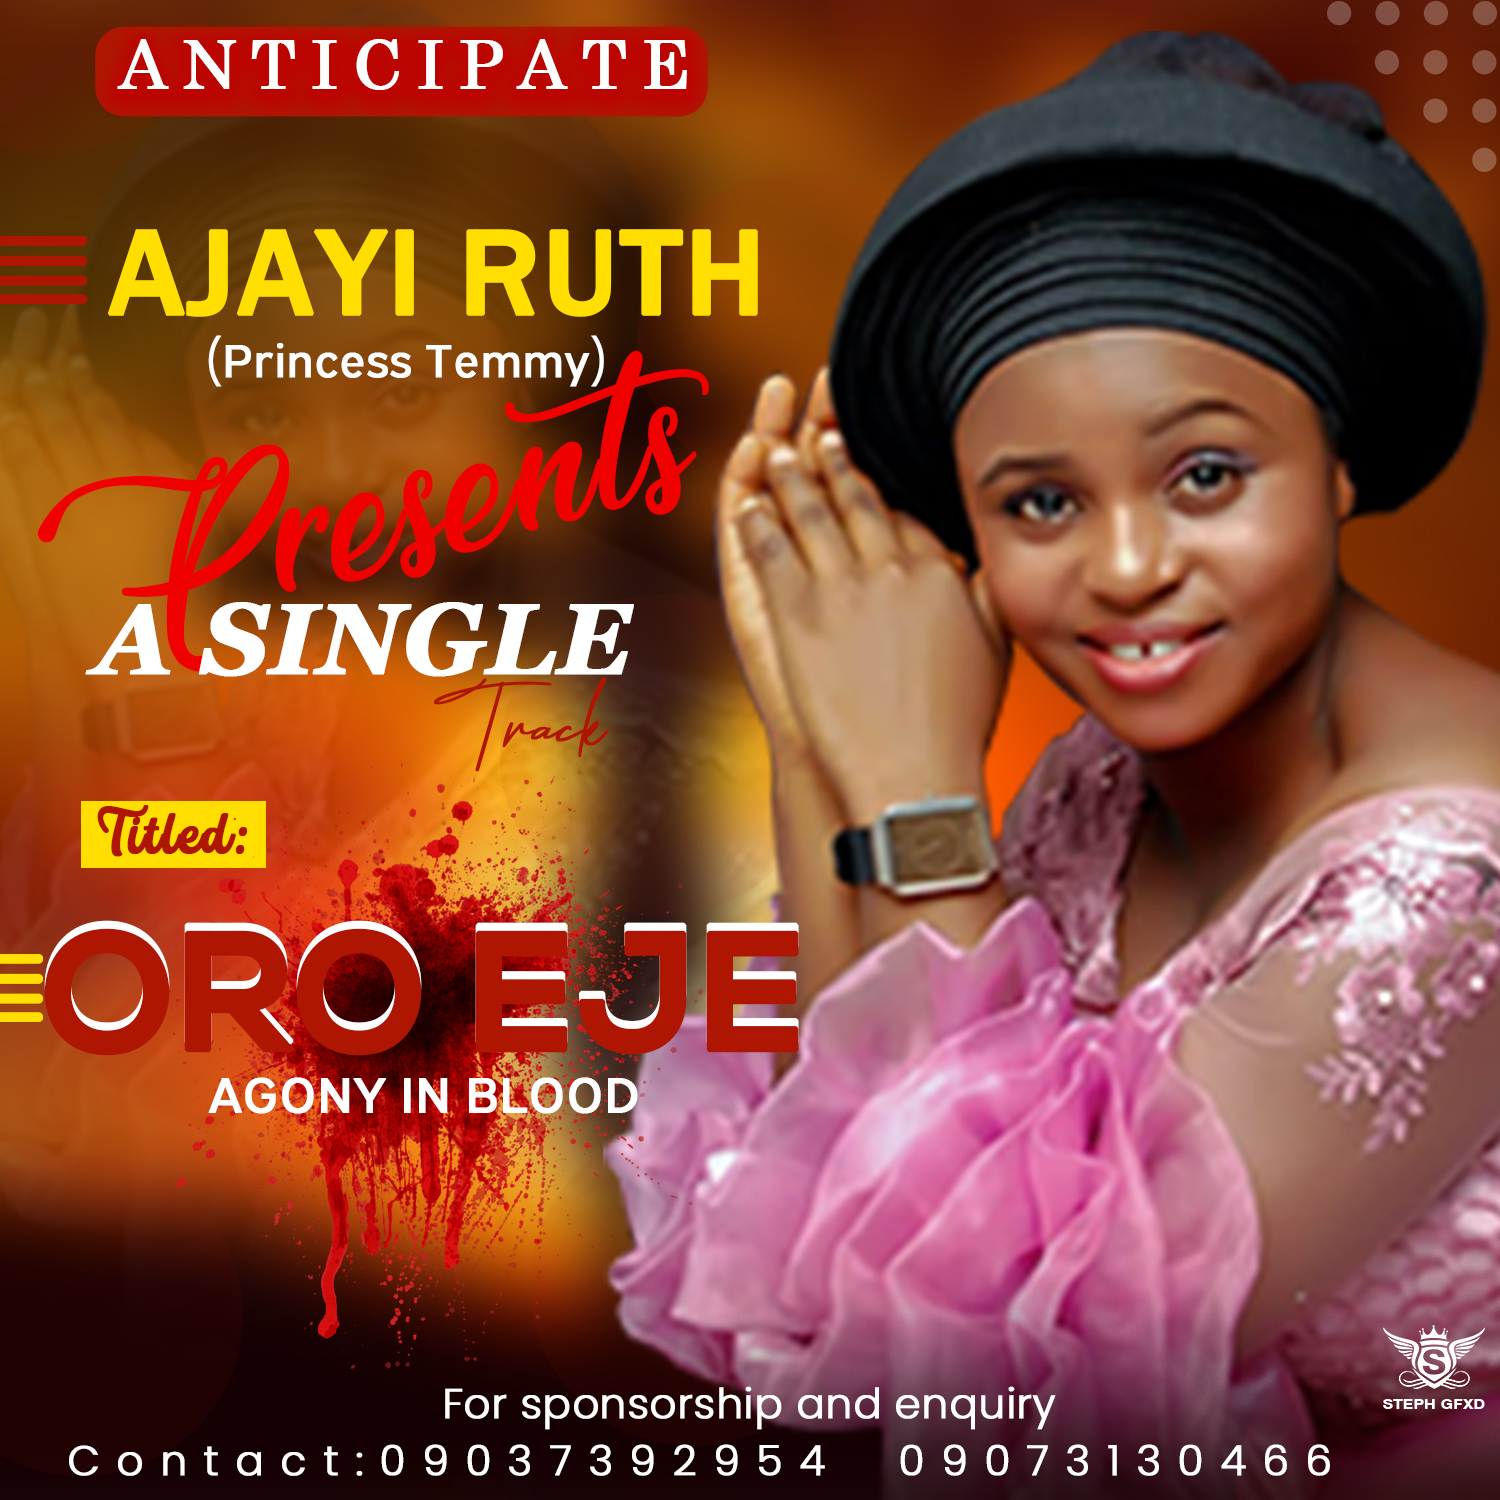 ANTICIPATE
AJAYI RUTH
(Princess Temmy)
Presents
A SINGLE
Track
Titled:
ORO EJE
AGONY IN BLOOD
For sponsorship and enquiry
Contact:09037392954 09073130466
S
STEPH GFXD